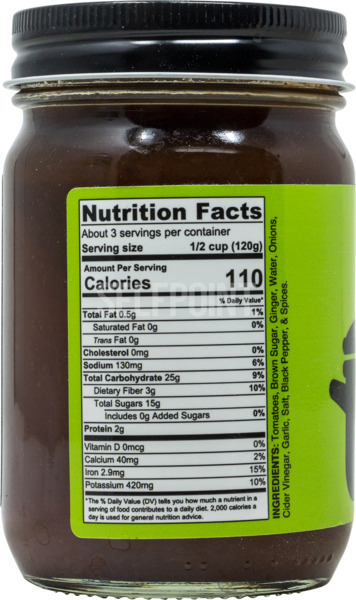 Nutrition Facts
About 3 servings per container
Serving size 1/2 cup (120g)
Amount Per Serving
Calories 110
% Daily Value*
Total Fat 0.5g 1%
Saturated Fat 0g 0%
Trans Fat 0g
Cholesterol 0mg 0%
Sodium 130mg 6%
Total Carbohydrate 25g 9%
Dietary Fiber 3g 10%
Total Sugars 15g
Includes 0g Added Sugars 0%
Protein 2g
Vitamin D 0mcg 0%
Calcium 40mg 2%
Iron 2.9mg 15%
Potassium 420mg 10%
*The % Daily Value (DV) tells you how much a nutrient in a
serving of food contributes to a daily diet. 2,000 calories a
day is used for general nutrition advice.
INGREDIENTS: Tomatoes, Brown Sugar, Ginger, Water, Onions,
Cider Vinegar, Garlic, Salt, Black Pepper, & Spices.
SELFPOINT